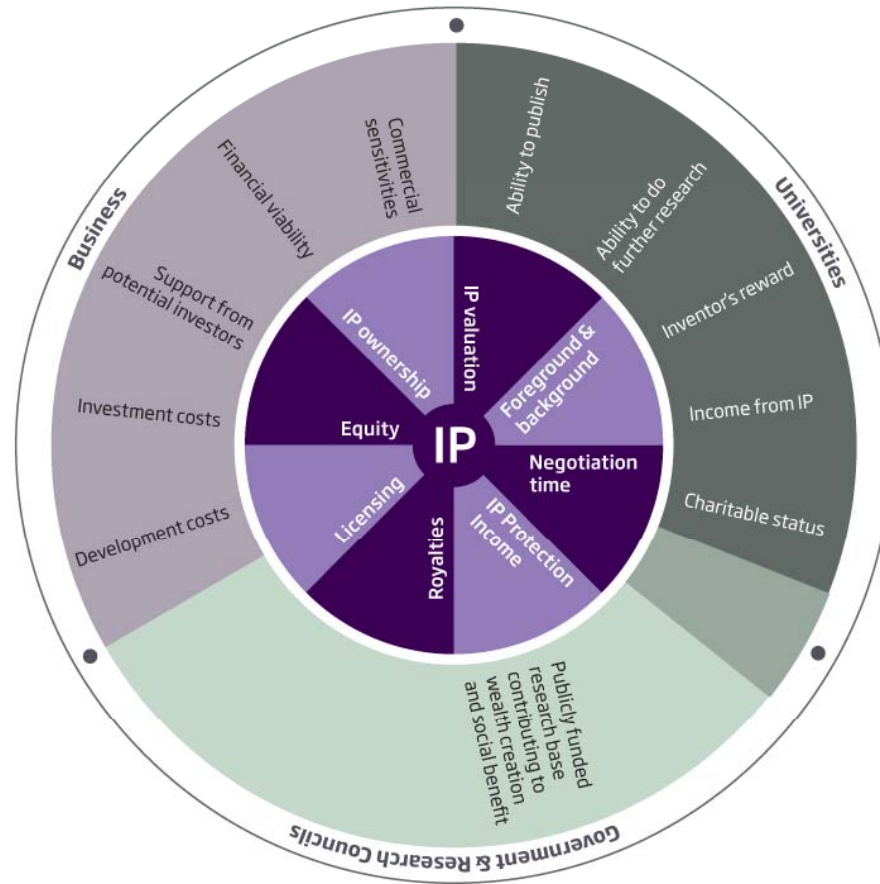 Business
Universities
Government & Research Councils
Commercial
sensitivities
Financial viability
Support from
potential investors
Investment costs
Development costs
Ability to publish
Ability to do
further research
Inventor's reward
Income from IP
Charitable status
Publicly funded
research base
contributing to
wealth creation
and social benefit
IP ownership
IP valuation
Foreground &
background
Negotiation
time
IP Protection
Income
Royalties
Licensing
Equity
IP